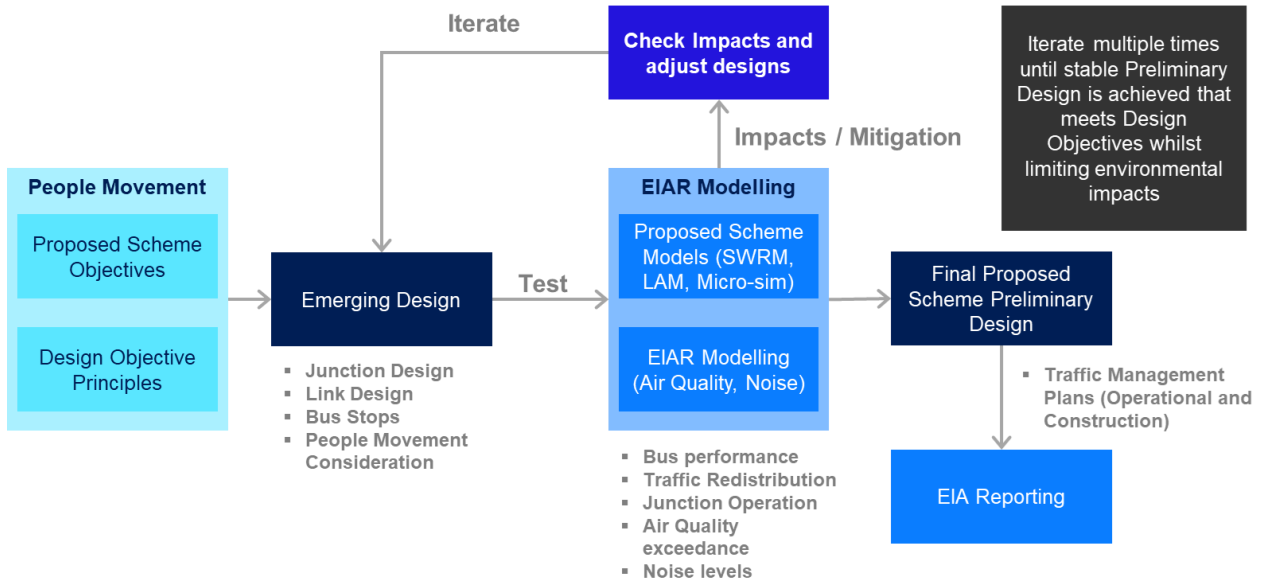 Iterate
Check Impacts and
adjust designs
Iterate multiple times
until stable Preliminary
Design is achieved that
meets Design
Objectives whilst
limiting environmental
impacts
Impacts / Mitigation
People Movement
Proposed Scheme
Objectives
Design Objective
Principles
Emerging Design
▪ Junction Design
▪ Link Design
▪ Bus Stops
▪ People Movement
Consideration
Test
EIAR Modelling
Proposed Scheme
Models (SWRM,
LAM, Micro-sim)
EIAR Modelling
(Air Quality, Noise)
▪ Bus performance
▪ Traffic Redistribution
▪ Junction Operation
▪ Air Quality
exceedance
▪ Noise levels
Final Proposed
Scheme Preliminary
Design
▪ Traffic Management
Plans (Operational and
Construction)
EIA Reporting